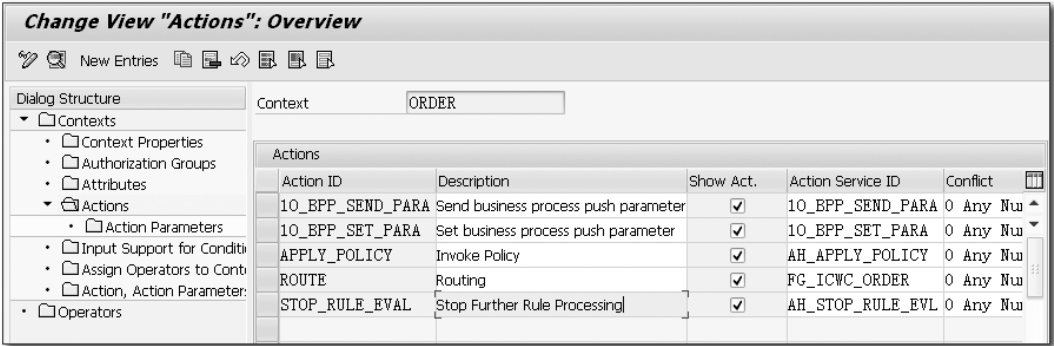 Change View "Actions": Overview
New Entries
Dialog Structure
Contexts
Context Properties
Authorization Groups
Attributes
Actions
Action Parameters
Input Support for Conditi
Assign Operators to Cont
Action, Action Parameter
Operators
Context ORDER
Actions
Action ID Description Show Act. Action Service ID Conflict
1O_BPP_SEND_PARA Send business process push parameter 1O_BPP_SEND_PARA 0 Any Nu
1O_BPP_SET_PARA Set business process push parameter 1O_BPP_SET_PARA 0 Any Nu
APPLY_POLICY Invoke Policy AH_APPLY_POLICY 0 Any Nu
ROUTE Routing FG_ICWC_ORDER 0 Any Nu
STOP_RULE_EVAL Stop Further Rule Processing AH_STOP_RULE_EVL 0 Any Nu